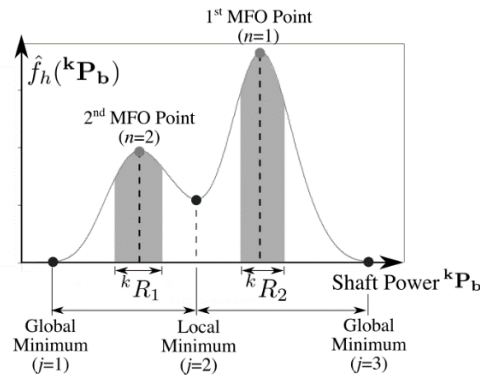 1st MFO Point
(n=1)
f̂h(kPb)
2nd MFO Point
(n=2)
kR1
kR2
Shaft Power kPb
Global
Minimum
(j=1)
Local
Minimum
(j=2)
Global
Minimum
(j=3)